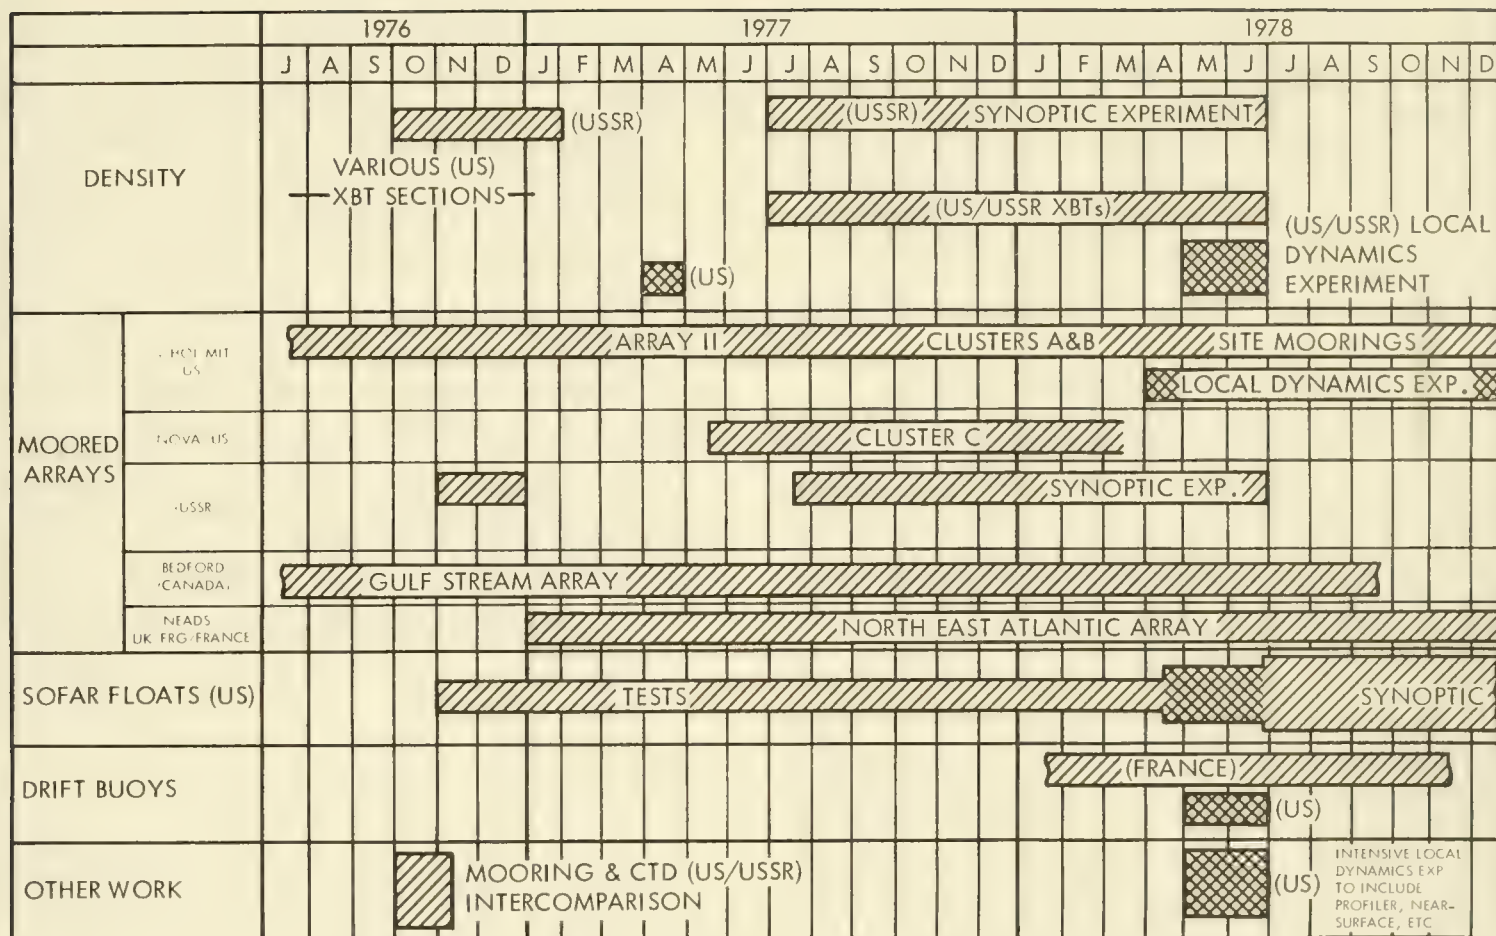 1976 1977 1978
J A S O N D J F M A M J J A S O N D J F M A M J J A S O N D
DENSITY
(USSR)
(USSR) SYNOPTIC EXPERIMENT
VARIOUS (US)
XBT SECTIONS
(US/USSR XBTs)
(US)
(US/USSR) LOCAL
DYNAMICS
EXPERIMENT
MOORED
ARRAYS
MIT
US
ARRAY II CLUSTERS A&B SITE MOORINGS
LOCAL DYNAMICS EXP.
NOVA US
CLUSTER C
USSR
SYNOPTIC EXP.
BEDFORD
CANADA
GULF STREAM ARRAY
NEADS
UK FRG/FRANCE
NORTH EAST ATLANTIC ARRAY
SOFAR FLOATS (US)
TESTS
SYNOPTIC
DRIFT BUOYS
(FRANCE)
(US)
OTHER WORK
MOORING & CTD (US/USSR)
INTERCOMPARISON
(US)
INTENSIVE LOCAL
DYNAMICS EXP
TO INCLUDE
PROFILER, NEAR-
SURFACE, ETC